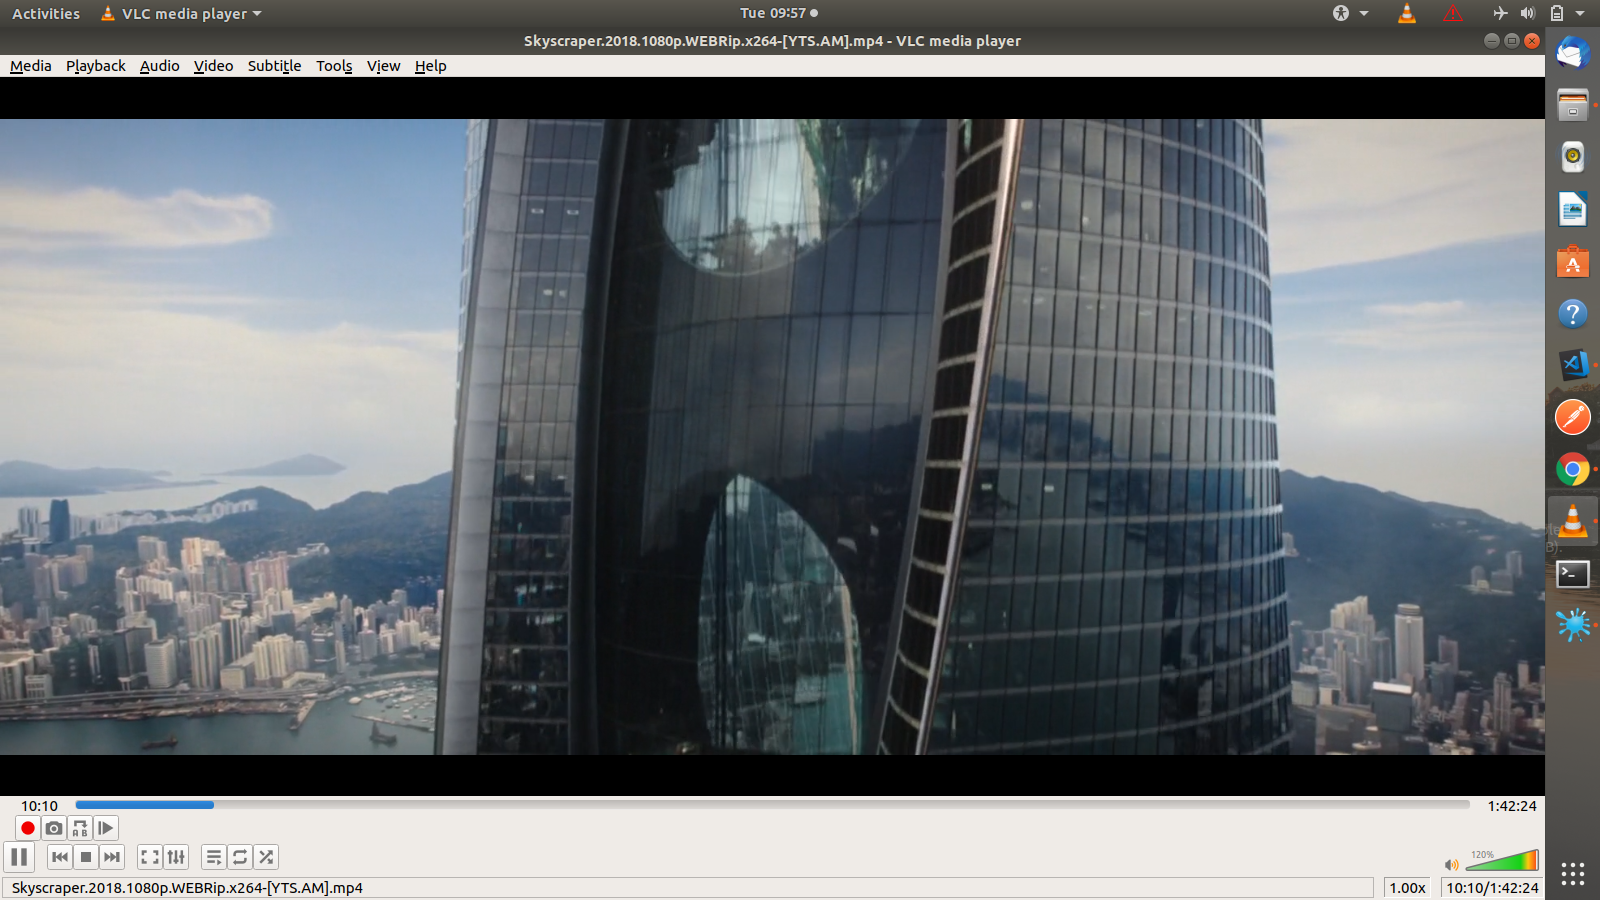 Activities VLC media player Tue 09:57
Skyscraper.2018.1080p.WEBRip.x264-[YTS.AM].mp4 - VLC media player
Media Playback Audio Video Subtitle Tools View Help
10:10 1:42:24
A B
120%
Skyscraper.2018.1080p.WEBRip.x264-[YTS.AM].mp4 1.00x 10:10/1:42:24